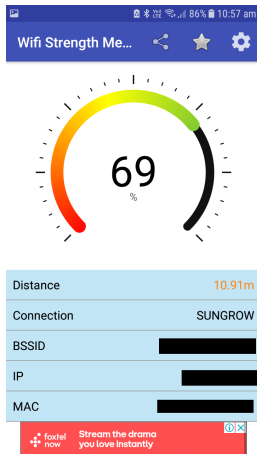 86% 10:57 am
Wifi Strength Me...
69
%
Distance 10.91m
Connection SUNGROW
BSSID
IP
MAC
foxtel now
Stream the drama
you love instantly